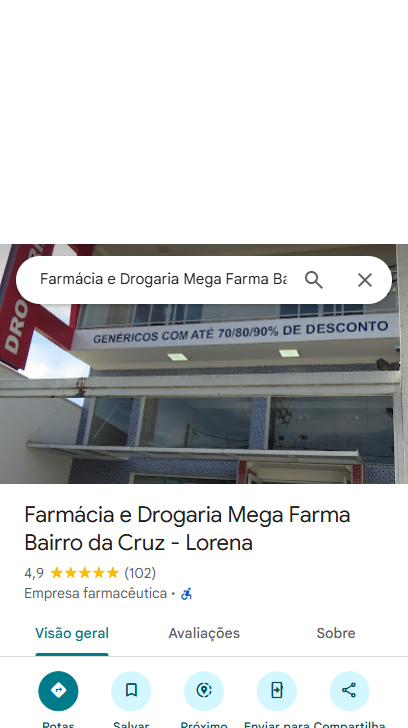 Farmácia e Drogaria Mega Farma Ba
DROG
GENÉRICOS COM ATÉ 70/80/90% DE DESCONTO
Farmácia e Drogaria Mega Farma
Bairro da Cruz - Lorena
4,9 ★★★★★ (102)
Empresa farmacêutica ·
Visão geral Avaliações Sobre
Rotas Salvar Próximo Enviar para Compartilha